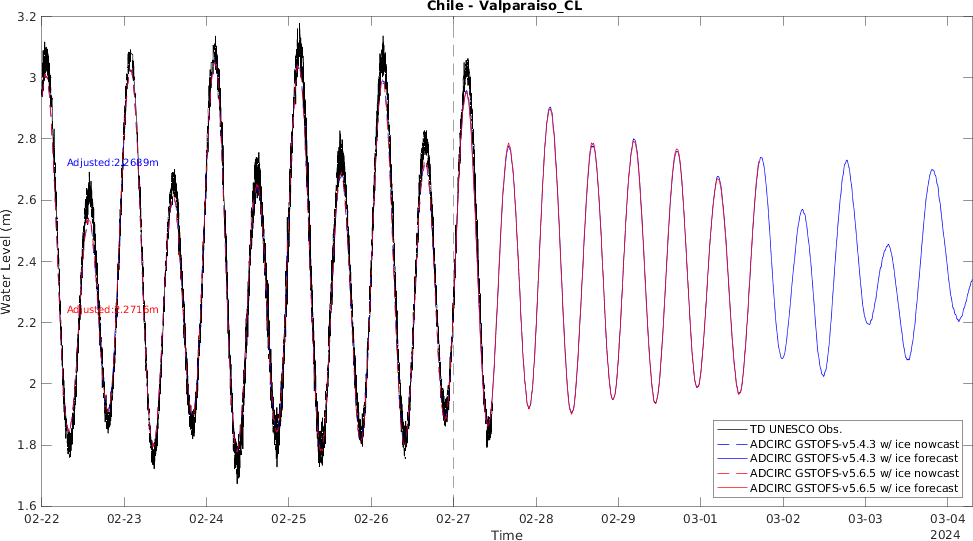 Chile - Valparaiso_CL
Water Level (m)
3.2
3
2.8
2.6
2.4
2.2
2
1.8
1.6
Adjusted:2.2689m
Adjusted:2.2716m
TD UNESCO Obs.
ADCIRC GSTOFS-v5.4.3 w/ ice nowcast
ADCIRC GSTOFS-v5.4.3 w/ ice forecast
ADCIRC GSTOFS-v5.6.5 w/ ice nowcast
ADCIRC GSTOFS-v5.6.5 w/ ice forecast
02-22 02-23 02-24 02-25 02-26 02-27 02-28 02-29 03-01 03-02 03-03 03-04
Time
2024